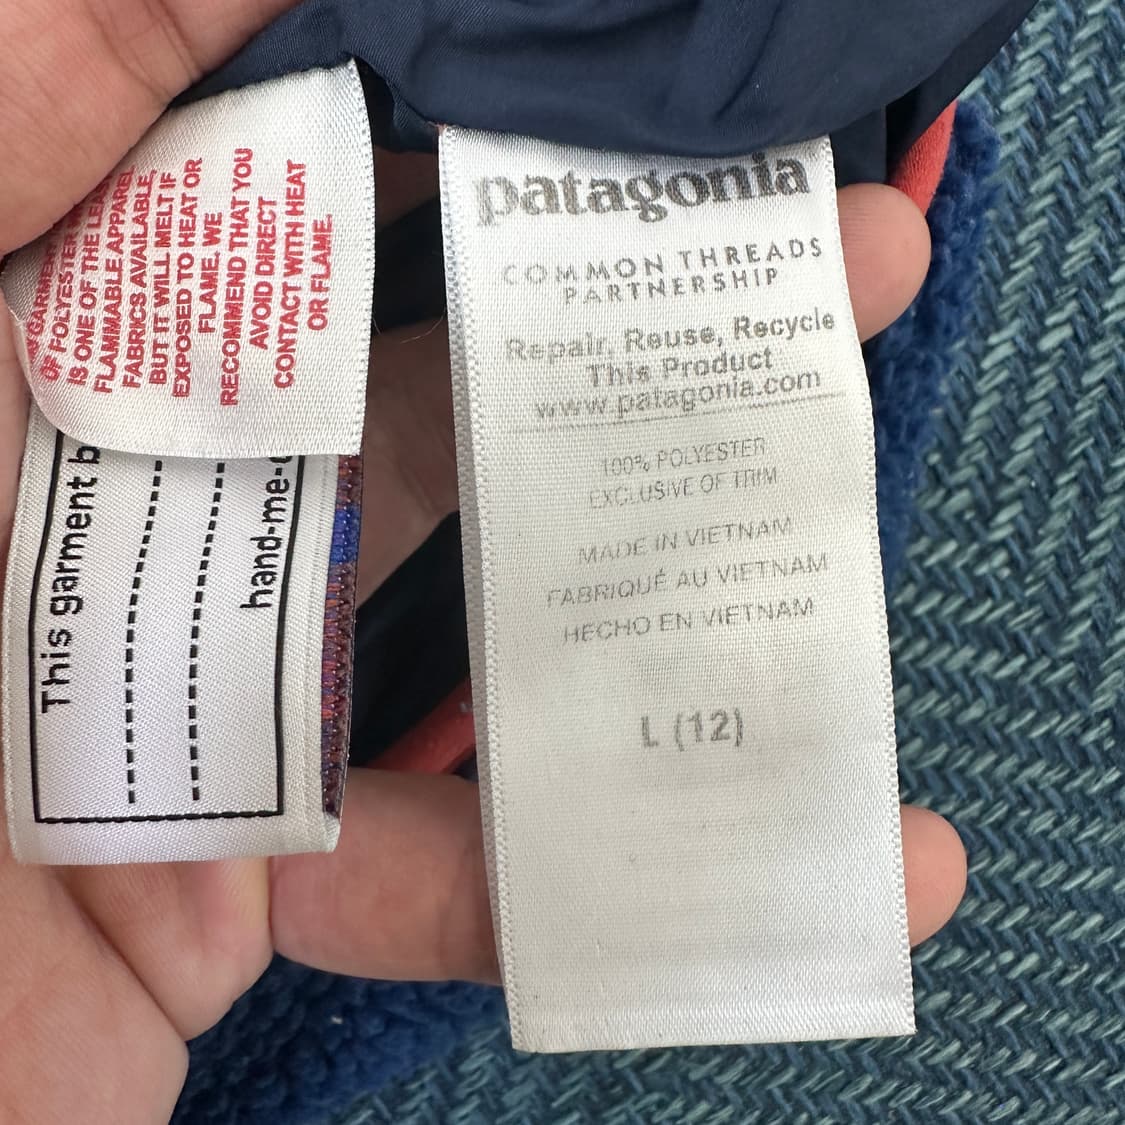 GARMENT
OF POLYESTER
IS ONE OF THE
FLAMMABLE APPAREL
FABRICS AVAILABLE,
BUT IT WILL MELT IF
EXPOSED TO HEAT OR
FLAME. WE
RECOMMEND THAT YOU
AVOID DIRECT
CONTACT WITH HEAT
OR FLAME.
This garment b
hand-me-
patagonia
COMMON THREADS
PARTNERSHIP
Repair, Reuse, Recycle
This Product
www.patagonia.com
100% POLYESTER
EXCLUSIVE OF TRIM
MADE IN VIETNAM
FABRIQUÉ AU VIETNAM
HECHO EN VIETNAM
L (12)